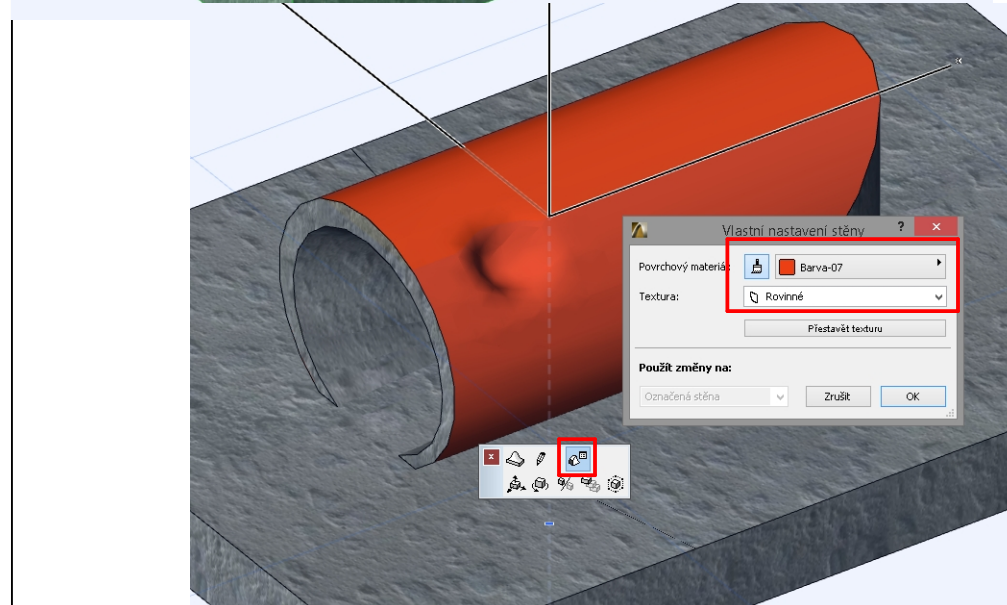 Vlastní nastavení stěny
?
Povrchový materiál:
Barva-07
Textura:
Rovinné
Přestavět texturu
Použít změny na:
Označená stěna
Zrušit
OK